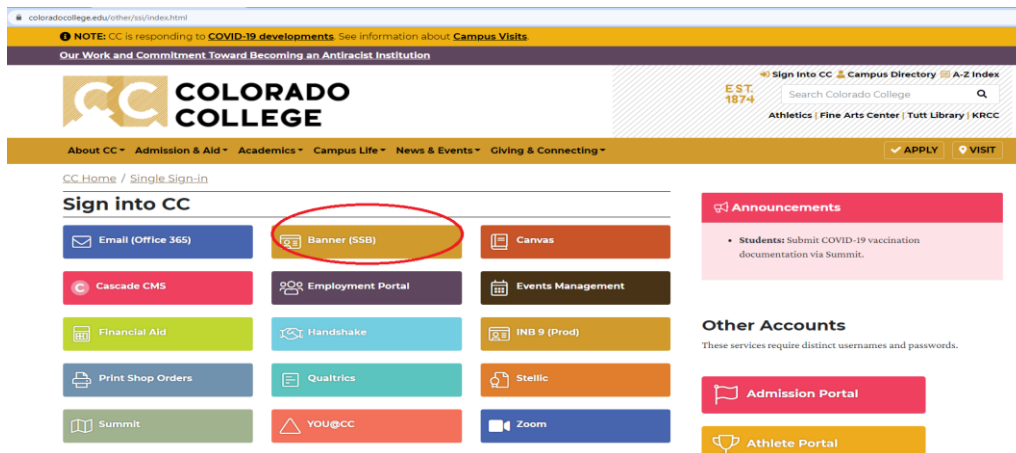 coloradocollege.edu/other/ssi/index.html
NOTE: CC is responding to COVID-19 developments. See information about Campus Visits.
Our Work and Commitment Toward Becoming an Antiracist Institution
CC COLORADO
COLLEGE
EST.
1874
Sign Into CC Campus Directory A-Z Index
Search Colorado College
Athletics | Fine Arts Center | Tutt Library | KRCC
About CC Admission & Aid Academics Campus Life News & Events Giving & Connecting APPLY VISIT
CC Home / Single Sign-in
Sign into CC
Email (Office 365) Banner (SSB) Canvas
Cascade CMS Employment Portal Events Management
Financial Aid Handshake INB 9 (Prod)
Print Shop Orders Qualtrics Stellic
Summit YOU@CC Zoom
Announcements
Students: Submit COVID-19 vaccination
documentation via Summit.
Other Accounts
These services require distinct usernames and passwords.
Admission Portal
Athlete Portal